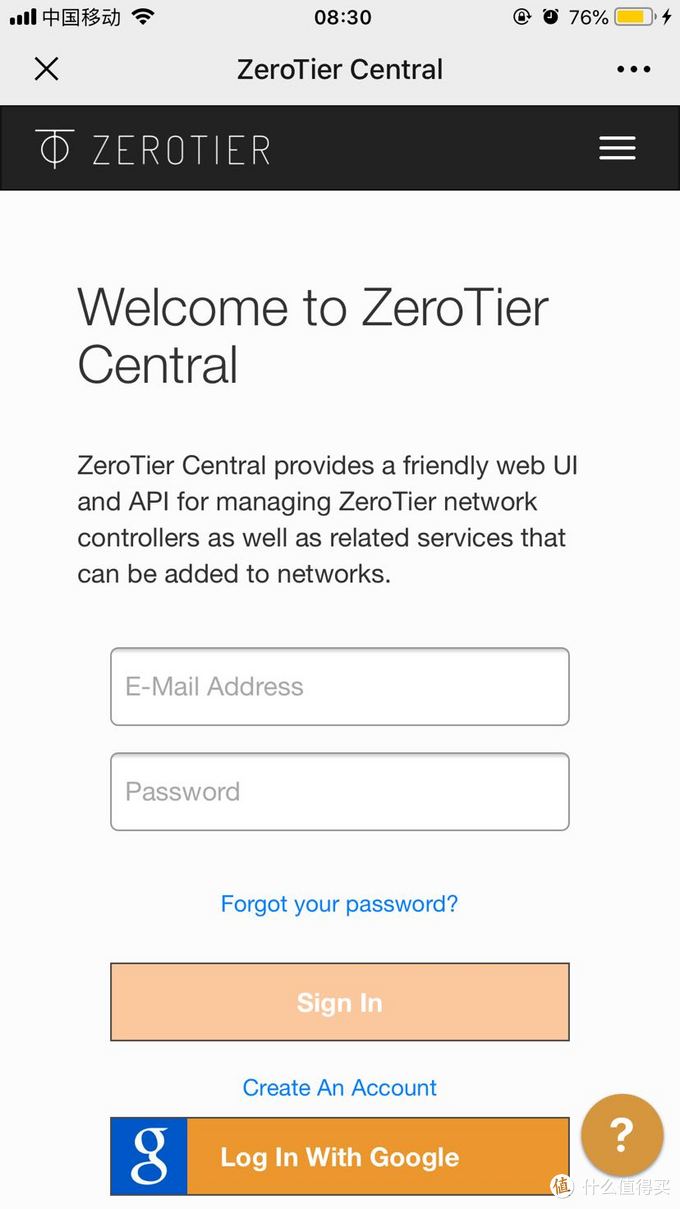 中国移动 08:30 76%
ZeroTier Central
ZEROTIER
Welcome to ZeroTier
Central
ZeroTier Central provides a friendly web UI
and API for managing ZeroTier network
controllers as well as related services that
can be added to networks.
E-Mail Address
Password
Forgot your password?
Sign In
Create An Account
?
g Log In With Google
值 什么值得买